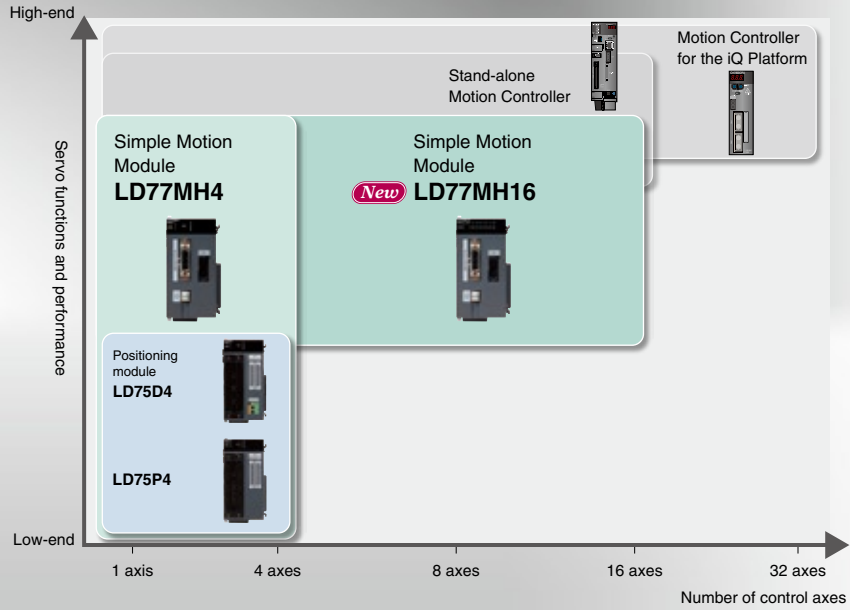 High-end
Motion Controller
for the iQ Platform
Stand-alone
Motion Controller
Simple Motion
Module
LD77MH4
Simple Motion
Module
New LD77MH16
Servo functions and performance
Positioning
module
LD75D4
LD75P4
Low-end
1 axis
4 axes
8 axes
16 axes
32 axes
Number of control axes